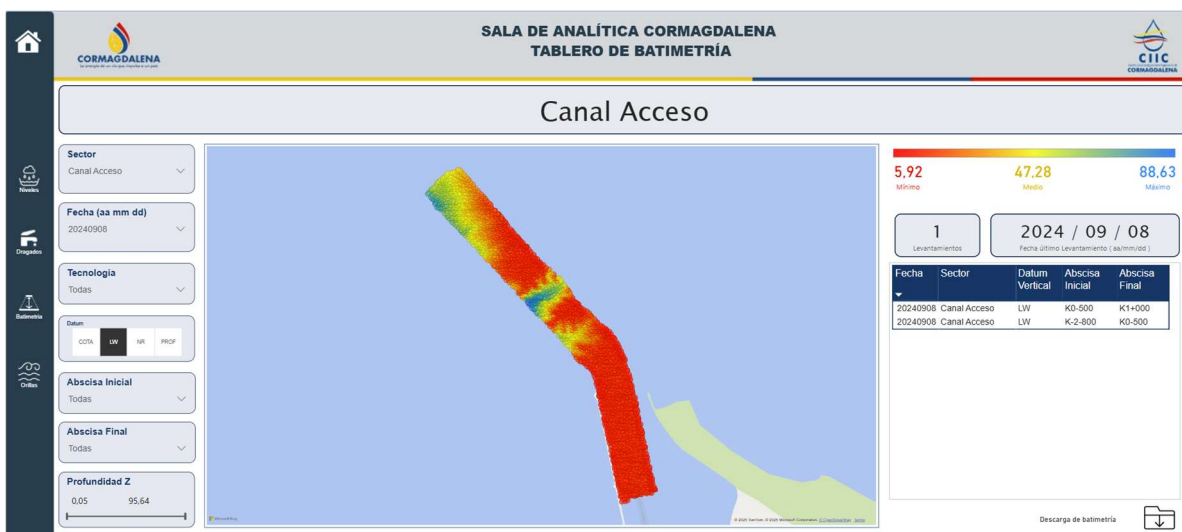 SALA DE ANALÍTICA CORMAGDALENA
TABLERO DE BATIMETRÍA
CORMAGDALENA
CIIC
CORMAGDALENA
Canal Acceso
Niveles
Dragados
Batimetría
Orillas
Sector
Canal Acceso
Fecha (aa mm dd)
20240908
Tecnología
Todas
Datum
COTA LW NR PROF
Abscisa Inicial
Todas
Abscisa Final
Todas
Profundidad Z
0,05 95,64
5,92 47,28 88,63
Mínimo Medio Máximo
1
Levantamientos
2024 / 09 / 08
Fecha último Levantamiento ( aa/mm/dd )
Fecha Sector Datum Vertical Abscisa Inicial Abscisa Final
20240908 Canal Acceso LW K0-500 K1+000
20240908 Canal Acceso LW K-2-800 K0-500
Descarga de batimetría